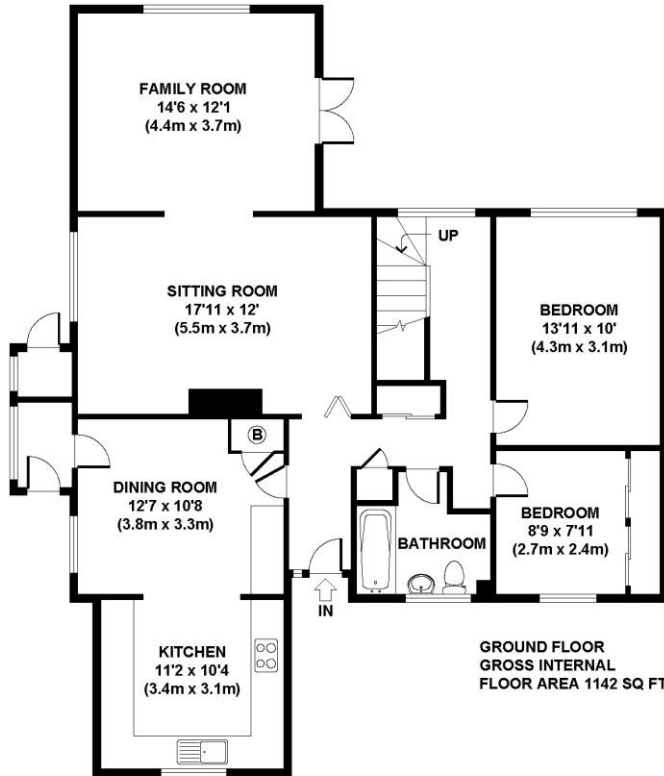 FAMILY ROOM
14'6 x 12'1
(4.4m x 3.7m)
UP
SITTING ROOM
17'11 x 12'
(5.5m x 3.7m)
BEDROOM
13'11 x 10'
(4.3m x 3.1m)
B
DINING ROOM
12'7 x 10'8
(3.8m x 3.3m)
BEDROOM
8'9 x 7'11
(2.7m x 2.4m)
BATHROOM
IN
KITCHEN
11'2 x 10'4
(3.4m x 3.1m)
GROUND FLOOR
GROSS INTERNAL
FLOOR AREA 1142 SQ FT